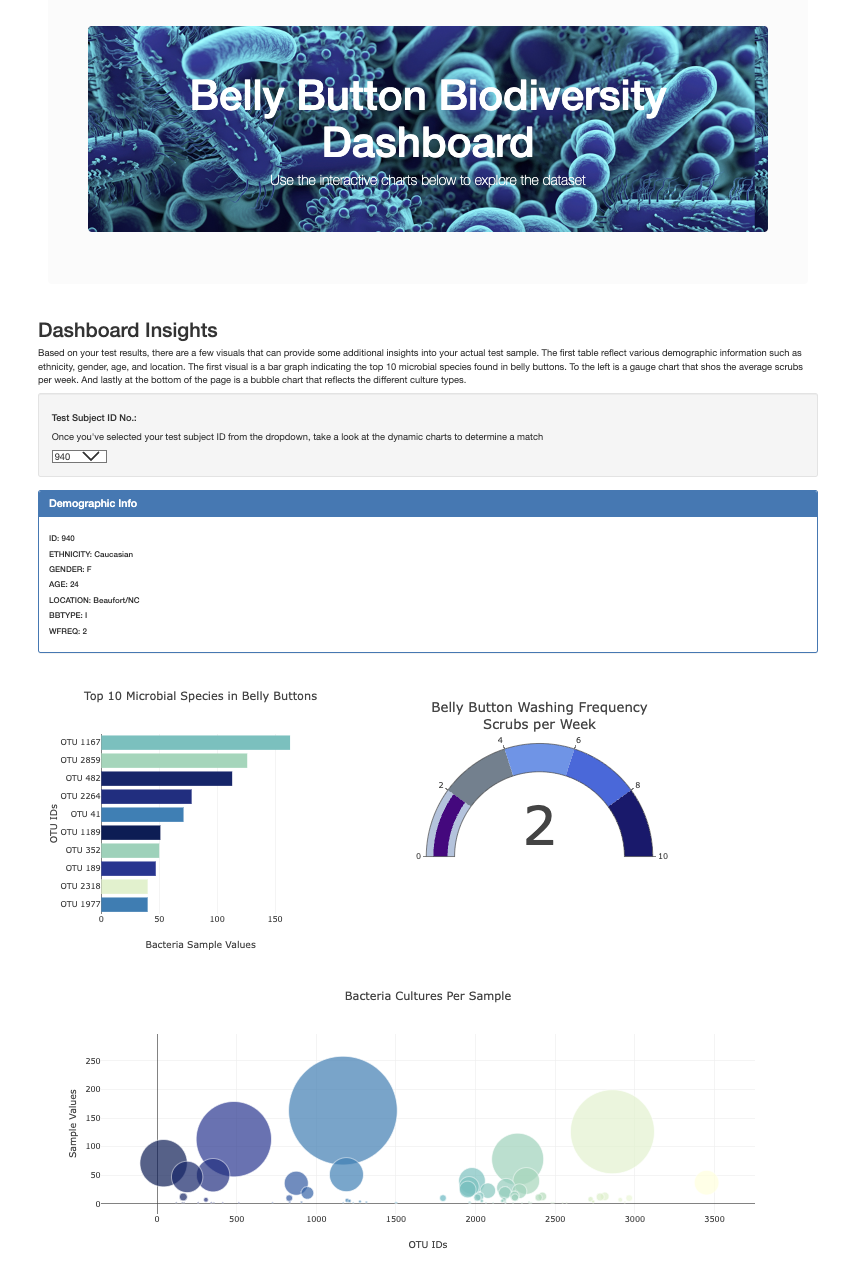 Belly Button Biodiversity
Dashboard
Use the interactive charts below to explore the dataset
Dashboard Insights
Based on your test results, there are a few visuals that can provide some additional insights into your actual test sample. The first table reflect various demographic information such as
ethnicity, gender, age, and location. The first visual is a bar graph indicating the top 10 microbial species found in belly buttons. To the left is a gauge chart that shos the average scrubs
per week. And lastly at the bottom of the page is a bubble chart that reflects the different culture types.
Test Subject ID No.:
Once you've selected your test subject ID from the dropdown, take a look at the dynamic charts to determine a match
940
Demographic Info
ID: 940
ETHNICITY: Caucasian
GENDER: F
AGE: 24
LOCATION: Beaufort/NC
BBTYPE: I
WFREQ: 2
Top 10 Microbial Species in Belly Buttons
OTU IDs
OTU 1167
OTU 2859
OTU 482
OTU 2264
OTU 41
OTU 1189
OTU 352
OTU 189
OTU 2318
OTU 1977
0 50 100 150
Bacteria Sample Values
Belly Button Washing Frequency
Scrubs per Week
0 2 4 6 8 10
2
Bacteria Cultures Per Sample
Sample Values
250
200
150
100
50
0
0 500 1000 1500 2000 2500 3000 3500
OTU IDs